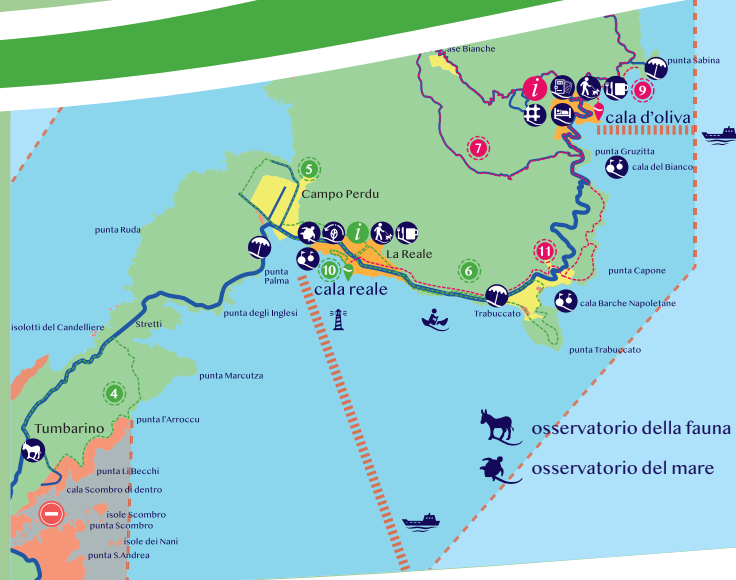 ase Bianche
punta Sabina
i
9
cala d'oliva
7
punta Gruzitta
cala del Bianco
5
Campo Perdu
punta Ruda
i
La Reale
11
10
6
punta Capone
punta
Palma
cala reale
cala Barche Napoletane
punta degli Inglesi
Trabuccato
isolotti del Candelliere
Stretti
punta Trabuccato
punta Marcutza
4
punta l'Arroccu
Tumbarino
osservatorio della fauna
punta Li Becchi
osservatorio del mare
cala Scombro di dentro
isole Scombro
punta Scombro
isole dei Nani
punta S.Andrea